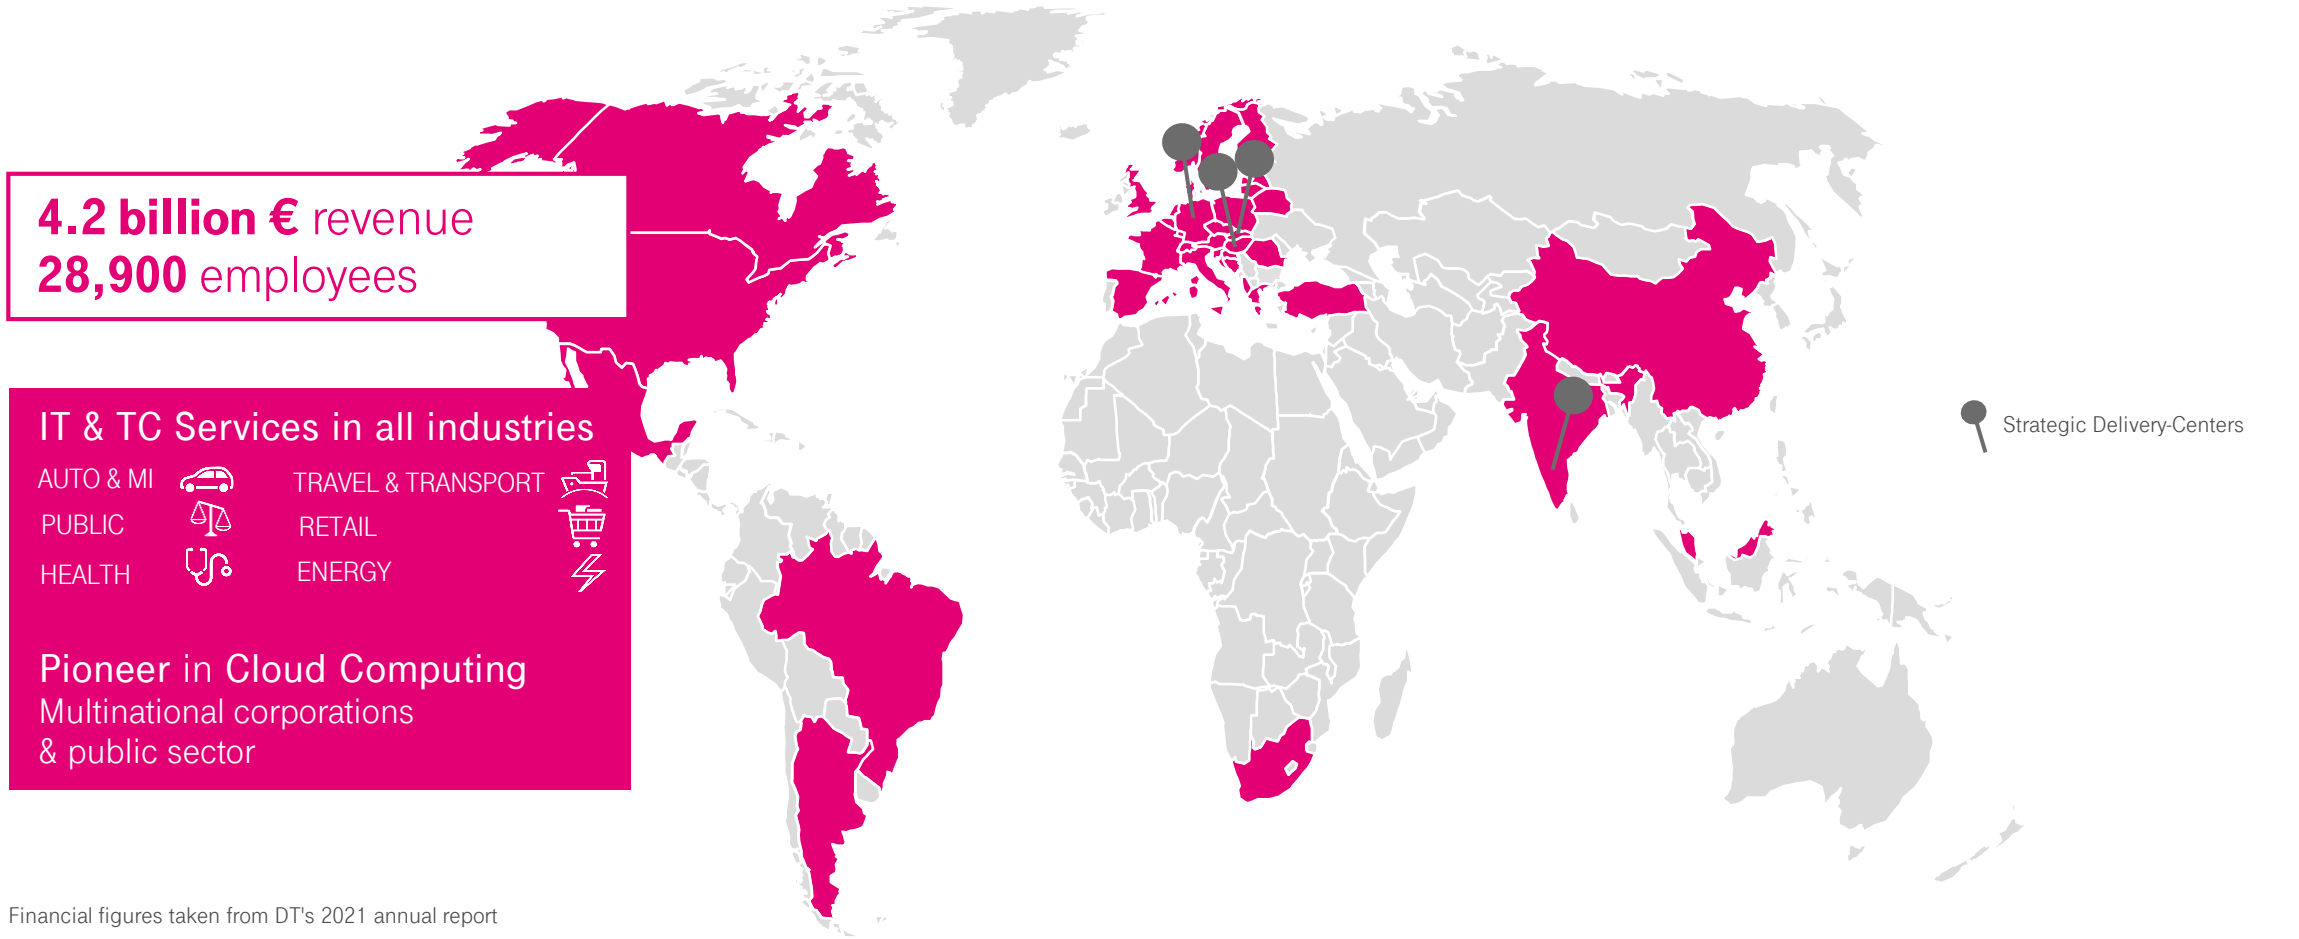 4.2 billion € revenue
28,900 employees
IT & TC Services in all industries
AUTO & MI
TRAVEL & TRANSPORT
PUBLIC
RETAIL
HEALTH
ENERGY
Pioneer in Cloud Computing
Multinational corporations
& public sector
Strategic Delivery-Centers
Financial figures taken from DT's 2021 annual report